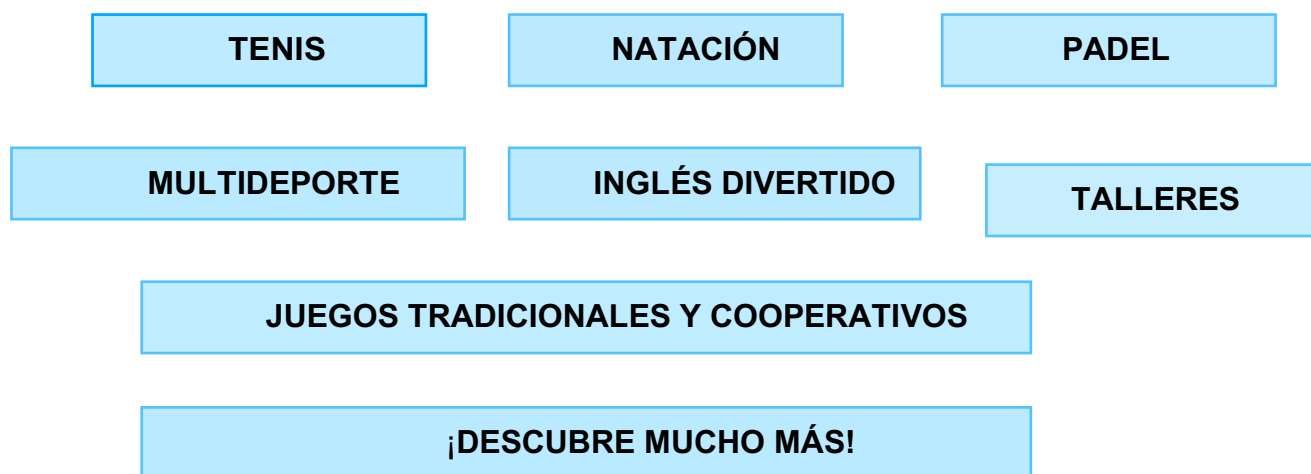 TENIS
NATACIÓN
PADEL
MULTIDEPORTE
INGLÉS DIVERTIDO
TALLERES
JUEGOS TRADICIONALES Y COOPERATIVOS
¡DESCUBRE MUCHO MÁS!